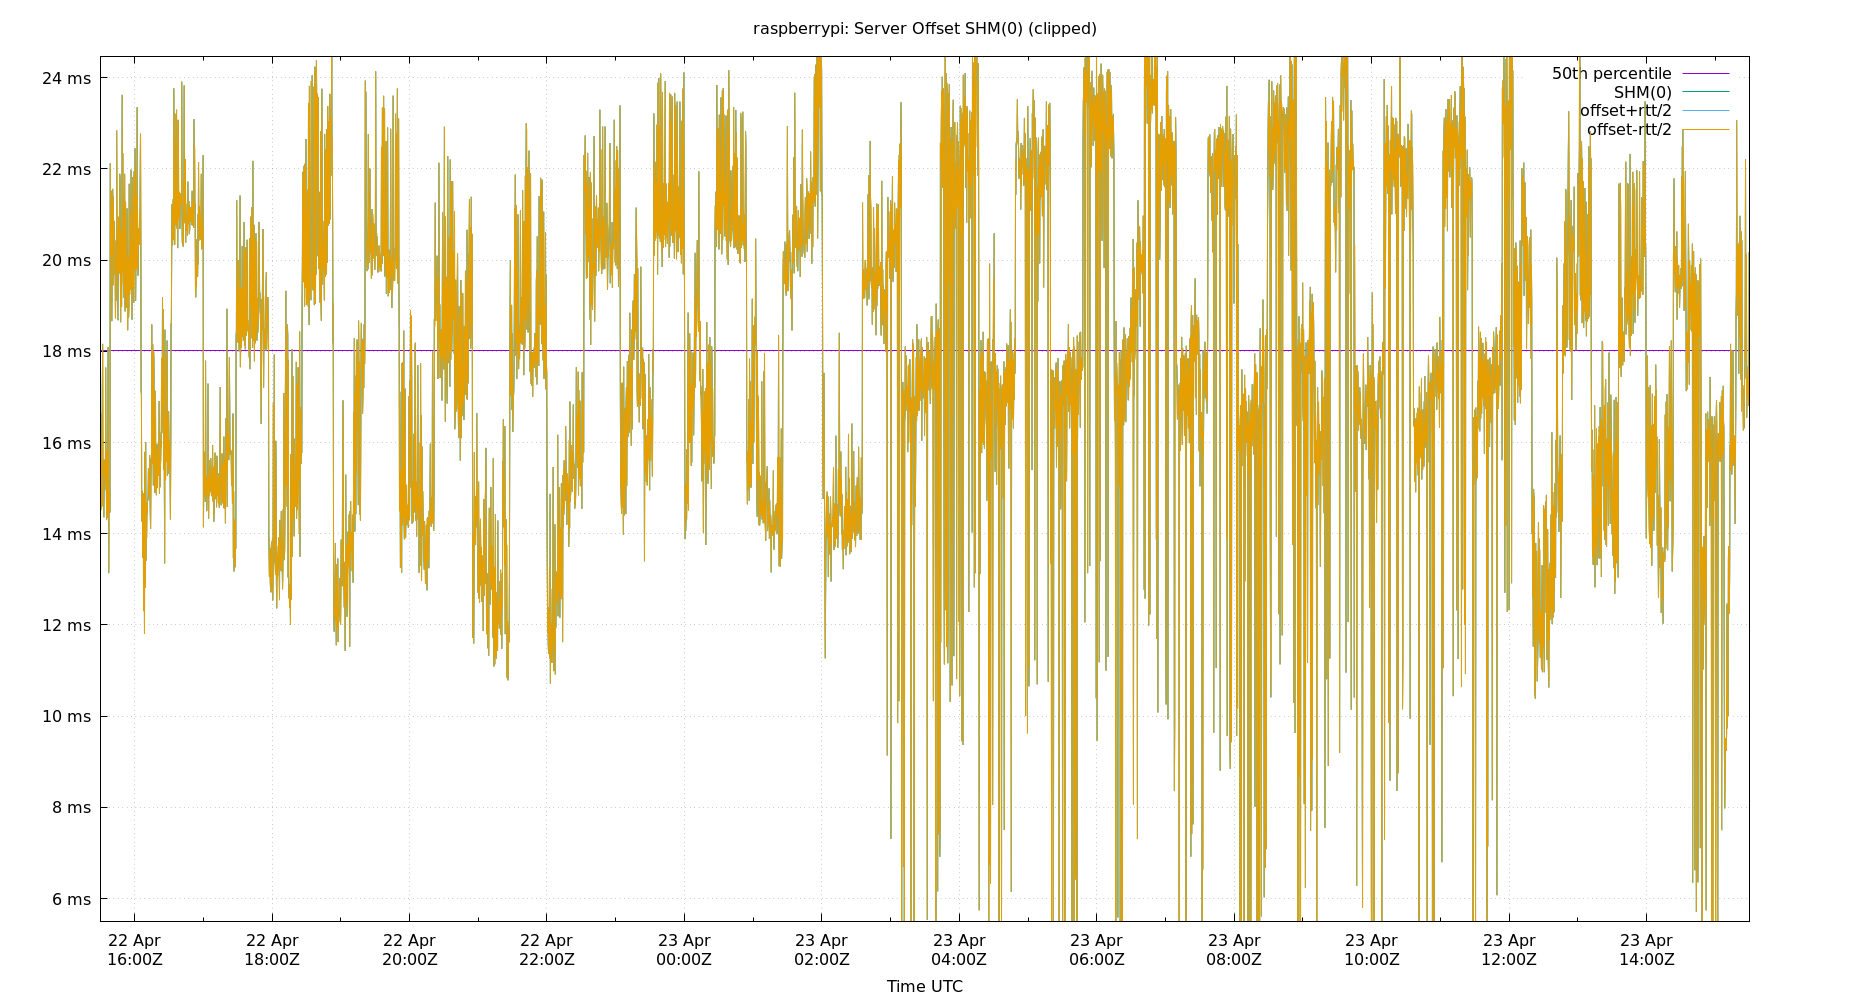 raspberrypi: Server Offset SHM(0) (clipped)
50th percentile
SHM(0)
offset+rtt/2
offset-rtt/2
24 ms
22 ms
20 ms
18 ms
16 ms
14 ms
12 ms
10 ms
8 ms
6 ms
22 Apr 22 Apr 22 Apr 22 Apr 23 Apr 23 Apr 23 Apr 23 Apr 23 Apr 23 Apr 23 Apr 23 Apr
16:00Z 18:00Z 20:00Z 22:00Z 00:00Z 02:00Z 04:00Z 06:00Z 08:00Z 10:00Z 12:00Z 14:00Z
Time UTC